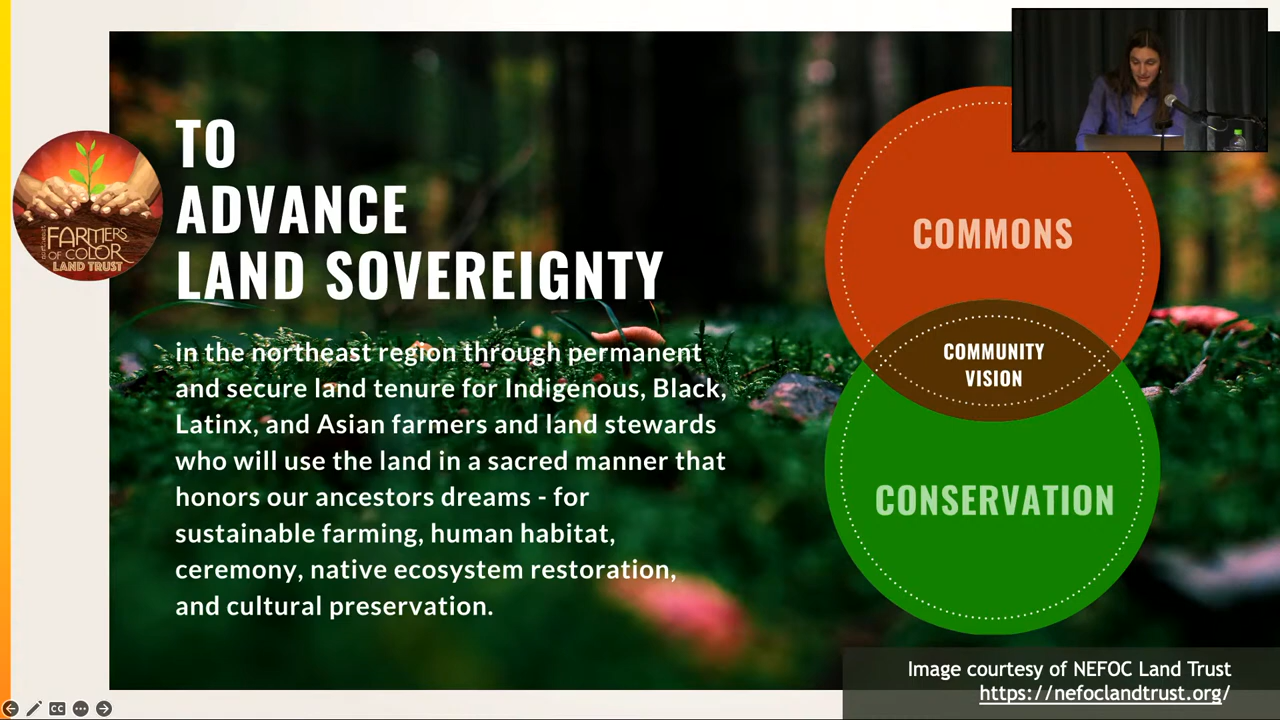 TO
ADVANCE
LAND SOVEREIGNTY
in the northeast region through permanent
and secure land tenure for Indigenous, Black,
Latinx, and Asian farmers and land stewards
who will use the land in a sacred manner that
honors our ancestors dreams - for
sustainable farming, human habitat,
ceremony, native ecosystem restoration,
and cultural preservation.
FARMERS
OF COLOR
LAND TRUST
COMMONS
COMMUNITY
VISION
CONSERVATION
Image courtesy of NEFOC Land Trust
https://nefoclandtrust.org/
CC